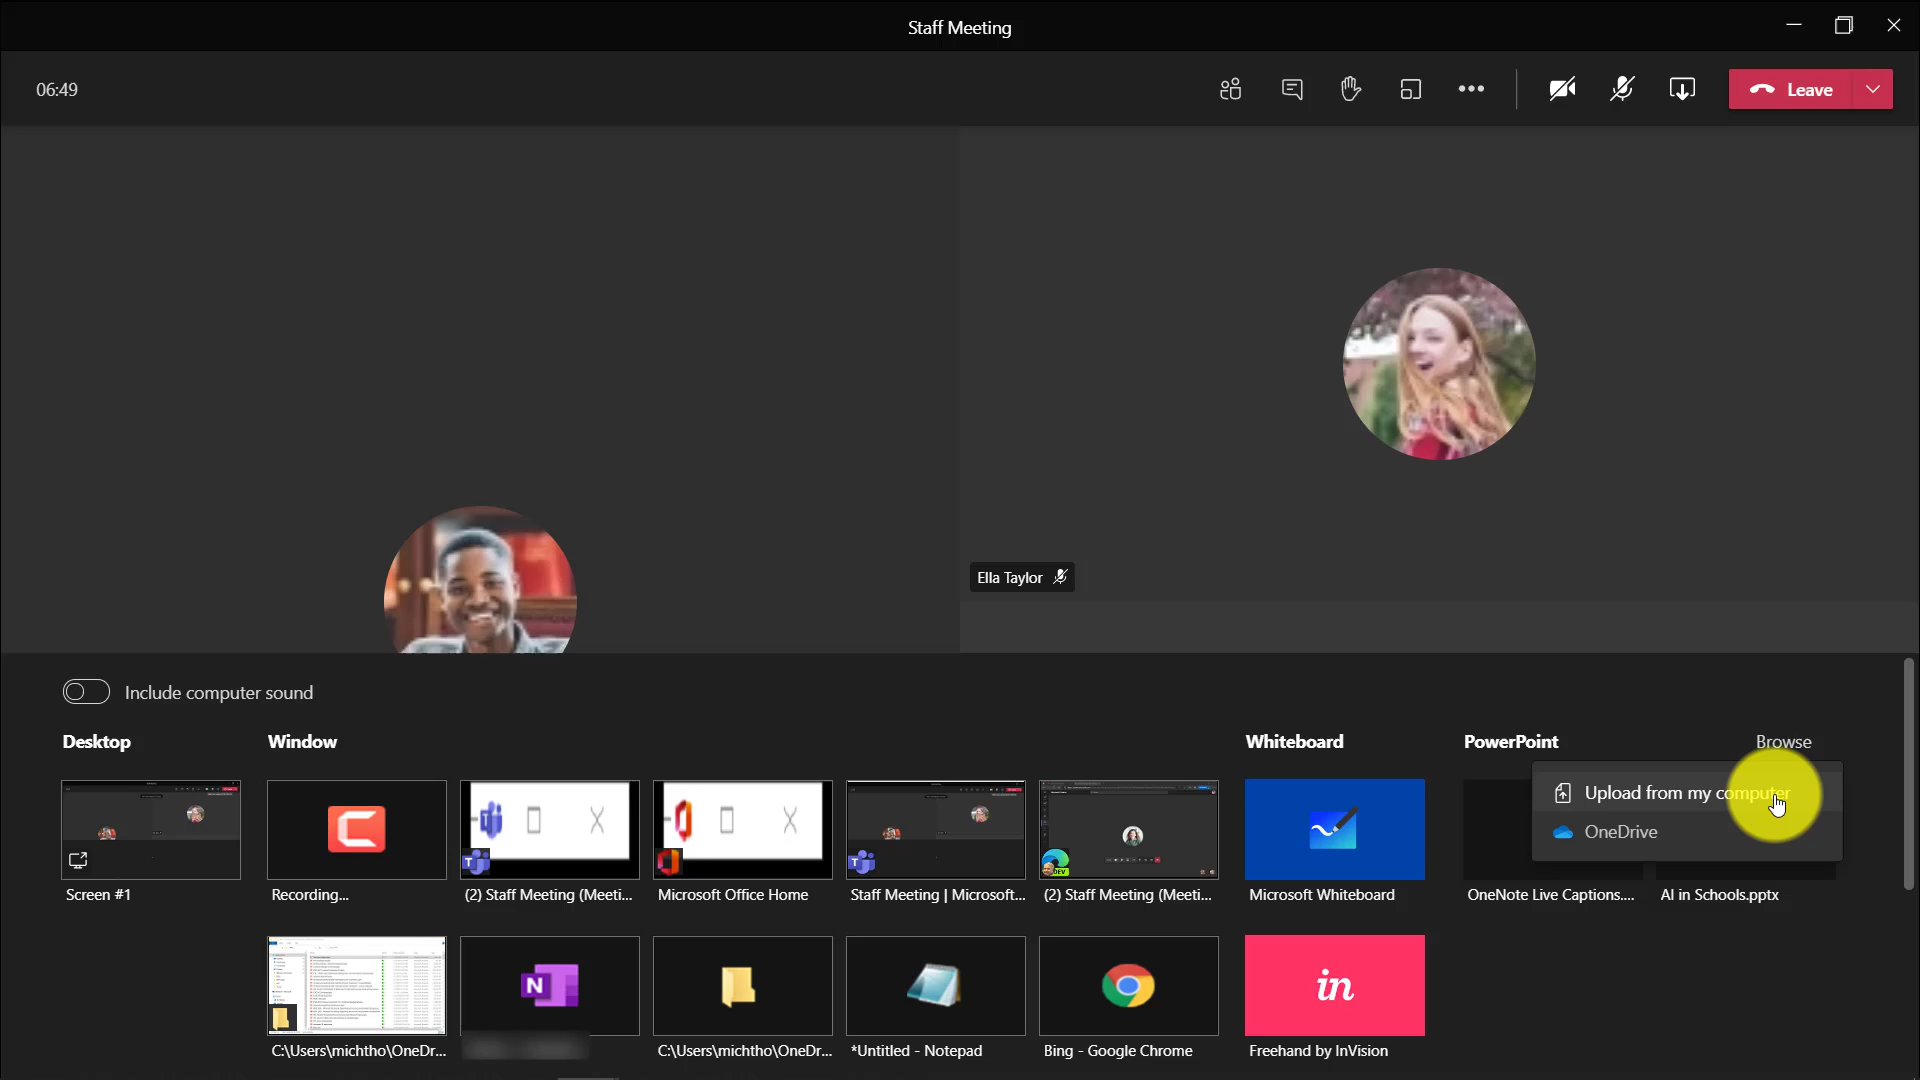 Staff Meeting
06:49
Leave
Ella Taylor
Include computer sound
Desktop
Window
Whiteboard
PowerPoint
Browse
Upload from my computer
OneDrive
Screen #1
Recording...
(2) Staff Meeting (Meeti...
Microsoft Office Home
Staff Meeting | Microsoft...
(2) Staff Meeting (Meeti...
Microsoft Whiteboard
OneNote Live Captions....
AI in Schools.pptx
DEV
N
in
C:\Users\michtho\OneDr...
C:\Users\michtho\OneDr...
*Untitled - Notepad
Bing - Google Chrome
Freehand by InVision